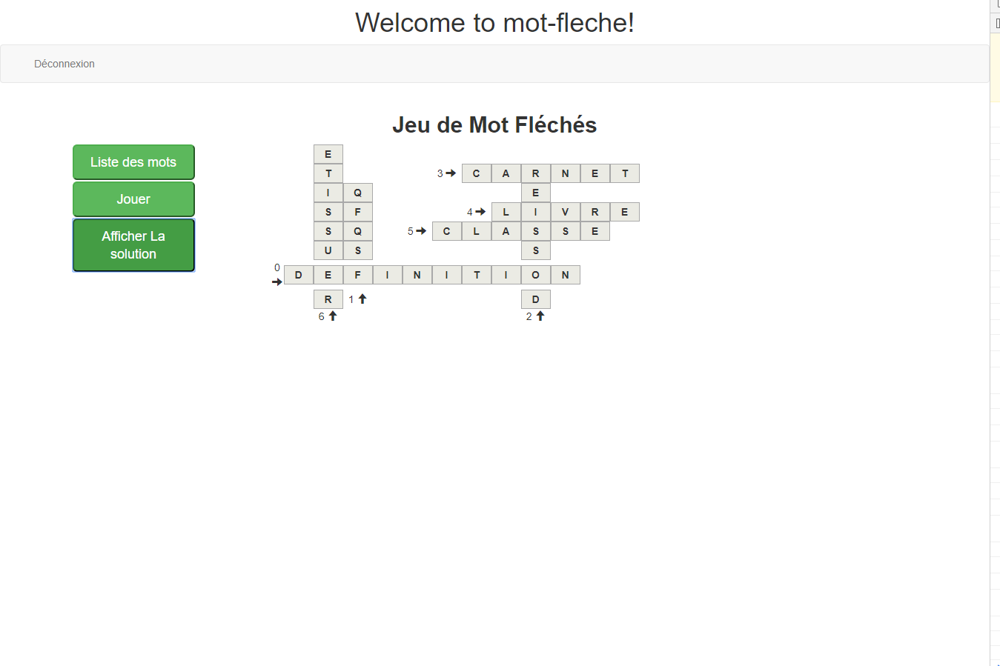 Welcome to mot-fleche!
Déconnexion
Jeu de Mot Fléchés
Liste des mots
Jouer
Afficher La
solution
E
T 3 C A R N E T
I Q E
S F 4 L I V R E
S Q 5 C L A S S E
U S S
0
D E F I N I T I O N
R 1 D
6 2